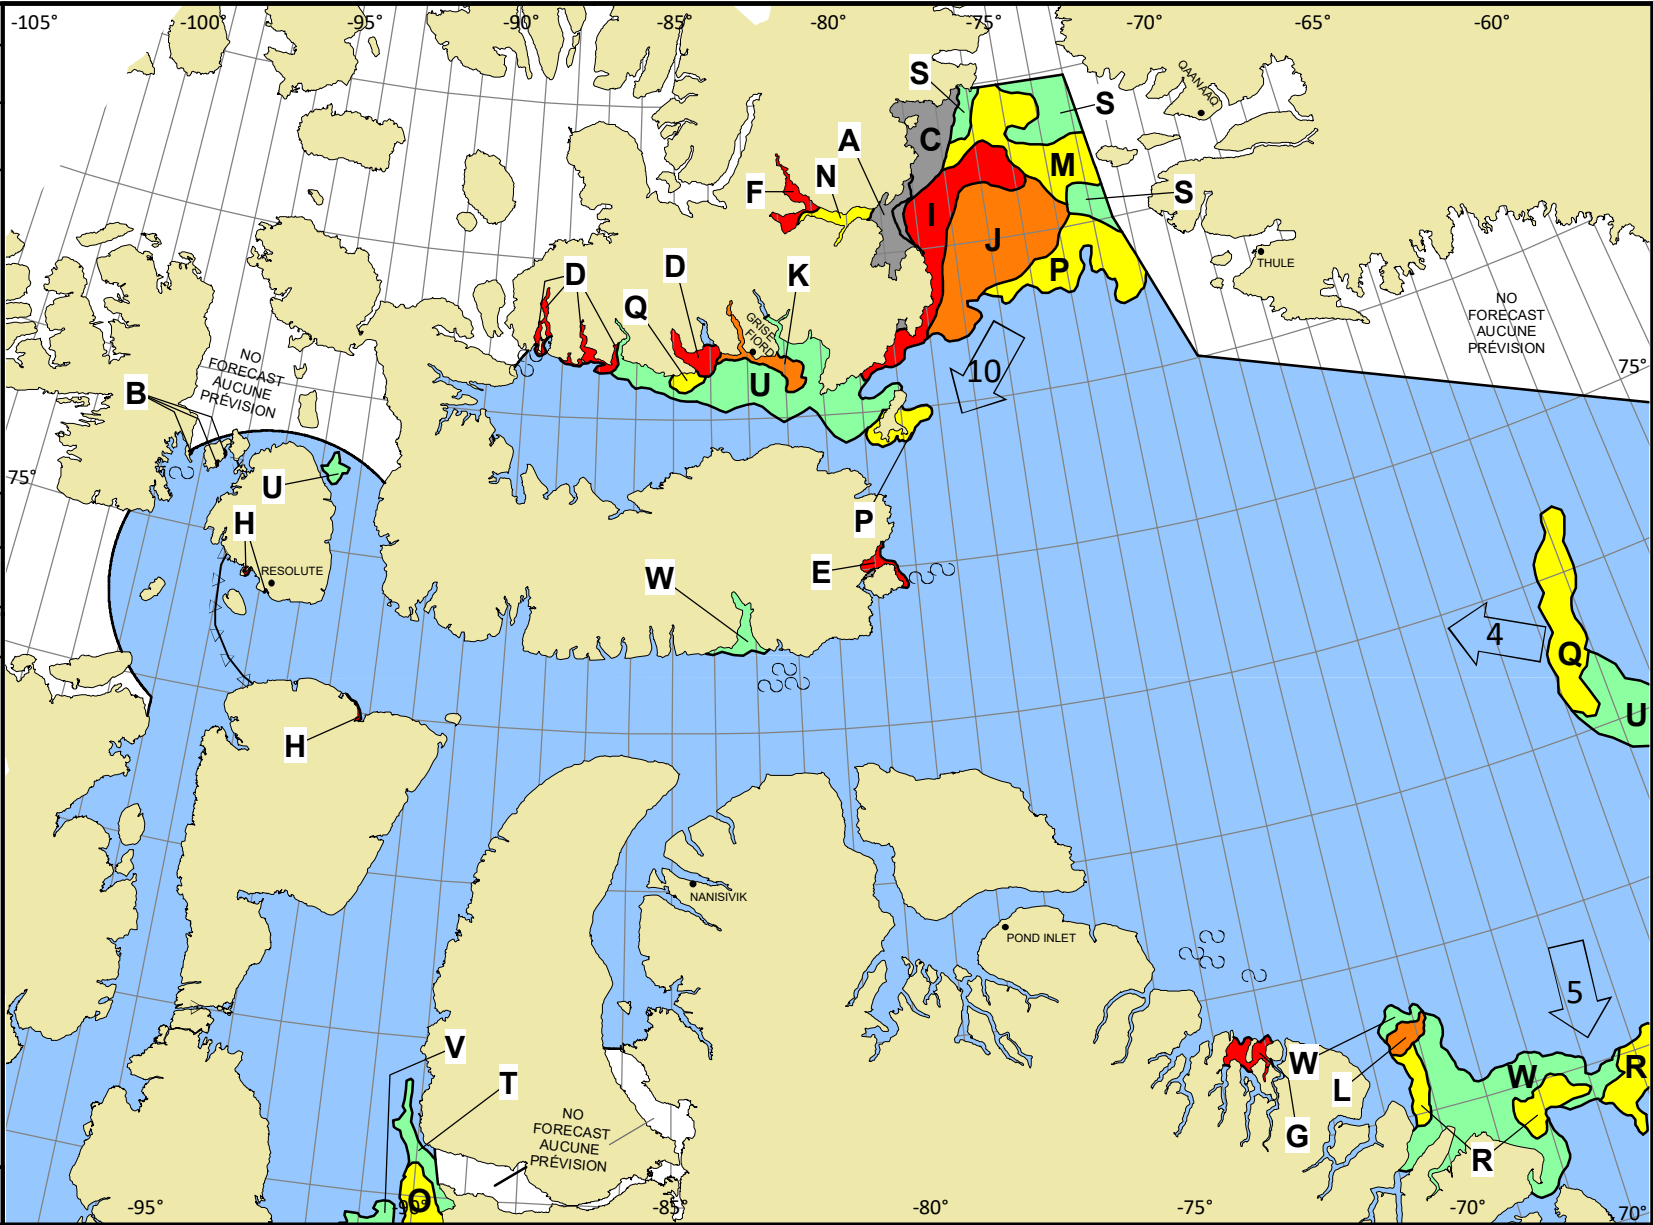 -105°
-100°
-95°
-90°
-85°
-80°
-75°
-70°
-65°
-60°
QAANAAQ
S
S
C
A
M
N
F
S
I
J
THULE
P
D
D
K
Q
GRISE
FIORD
NO
FORECAST
AUCUNE
PRÉVISION
NO
FORECAST
AUCUNE
PRÉVISION
75°
10
U
B
75°
U
H
P
RESOLUTE
E
W
4
Q
U
H
NANISIVIK
POND INLET
5
V
T
W
L
W
R
G
R
NO
FORECAST
AUCUNE
PRÉVISION
O
-95°
-90°
-85°
-80°
-75°
-70°
70°